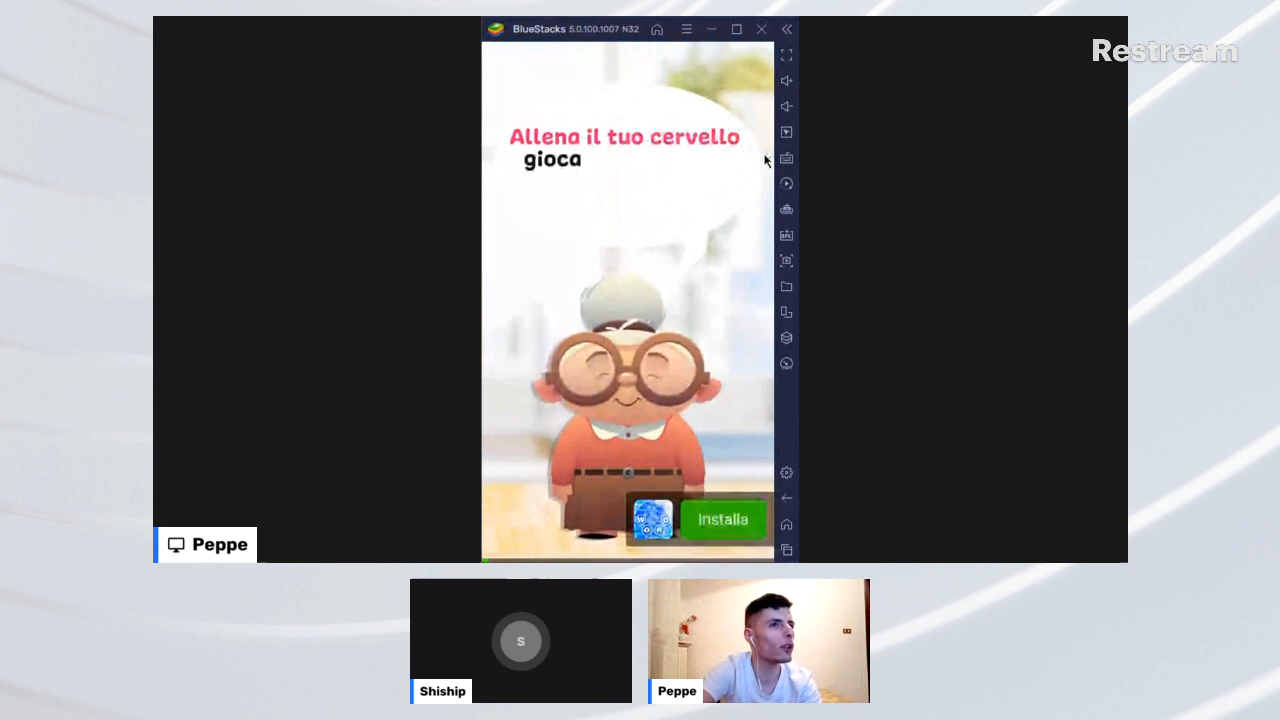 BlueStacks 5.0.100.1007 N32
Restream
Allena il tuo cervello
gioca
W O
O R
Installa
Peppe
S
Shiship
Peppe